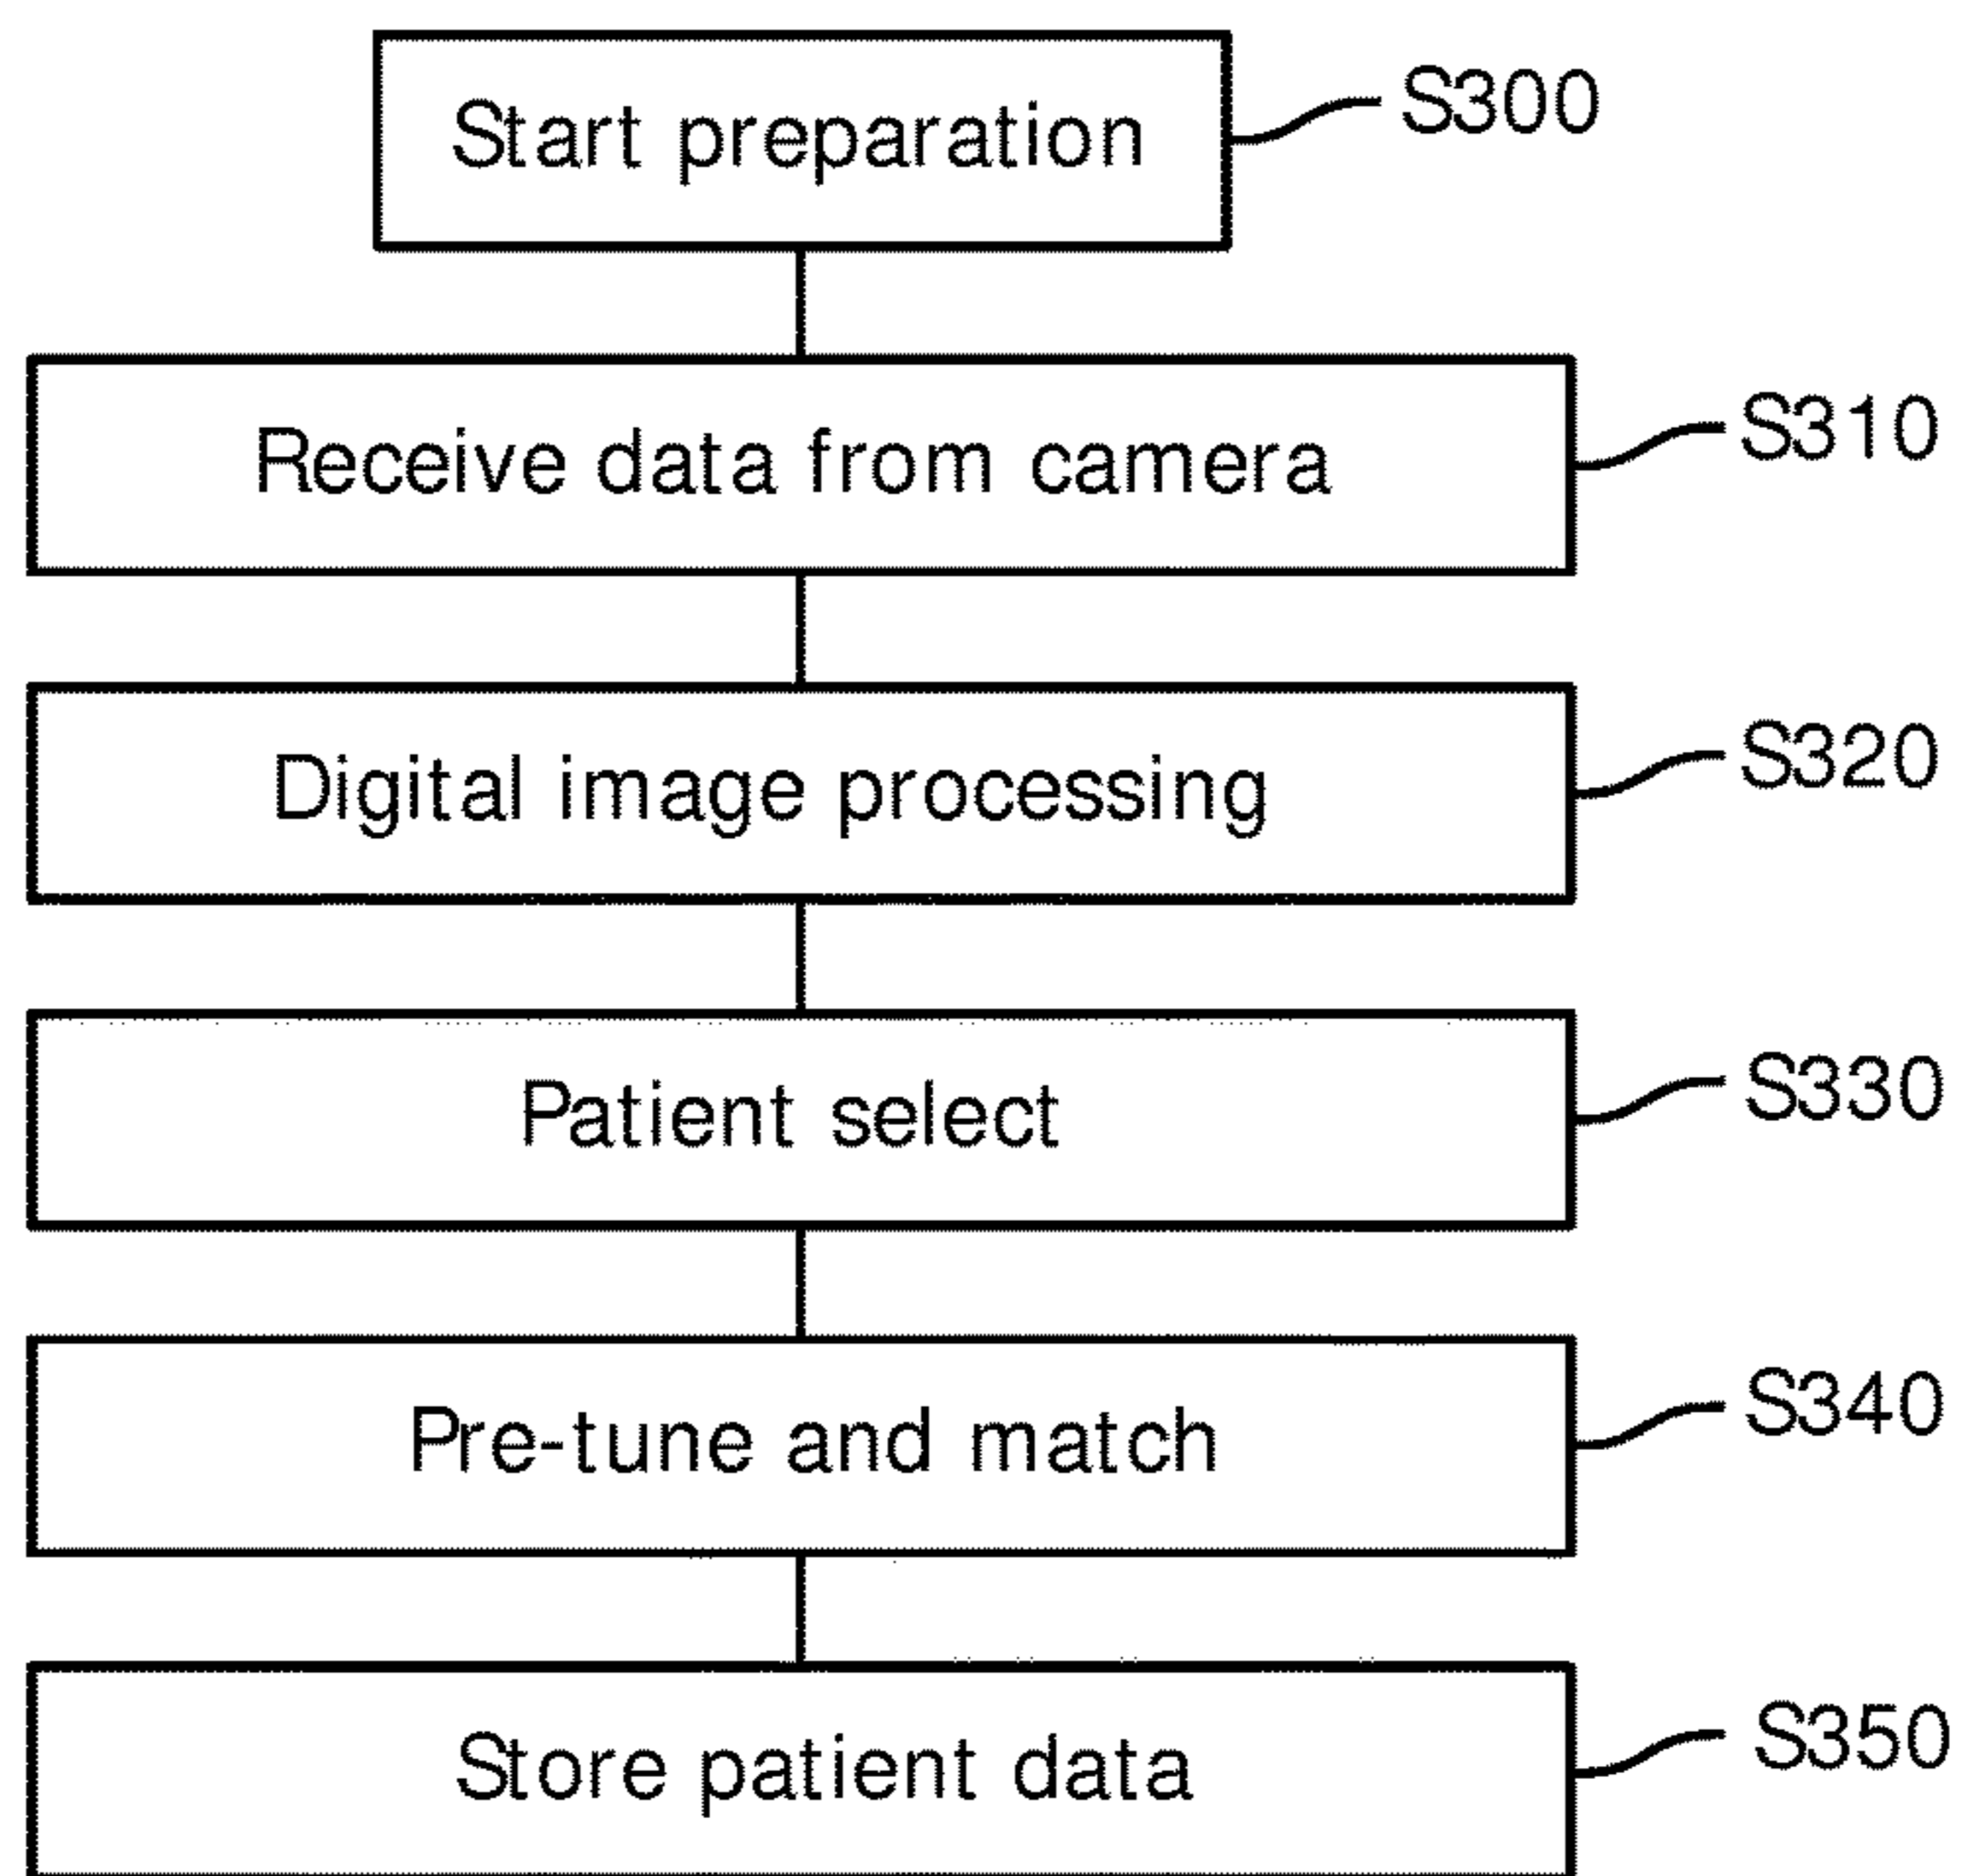 Start preparation S300
Receive data from camera S310
Digital image processing S320
Patient select S330
Pre-tune and match S340
Store patient data S350